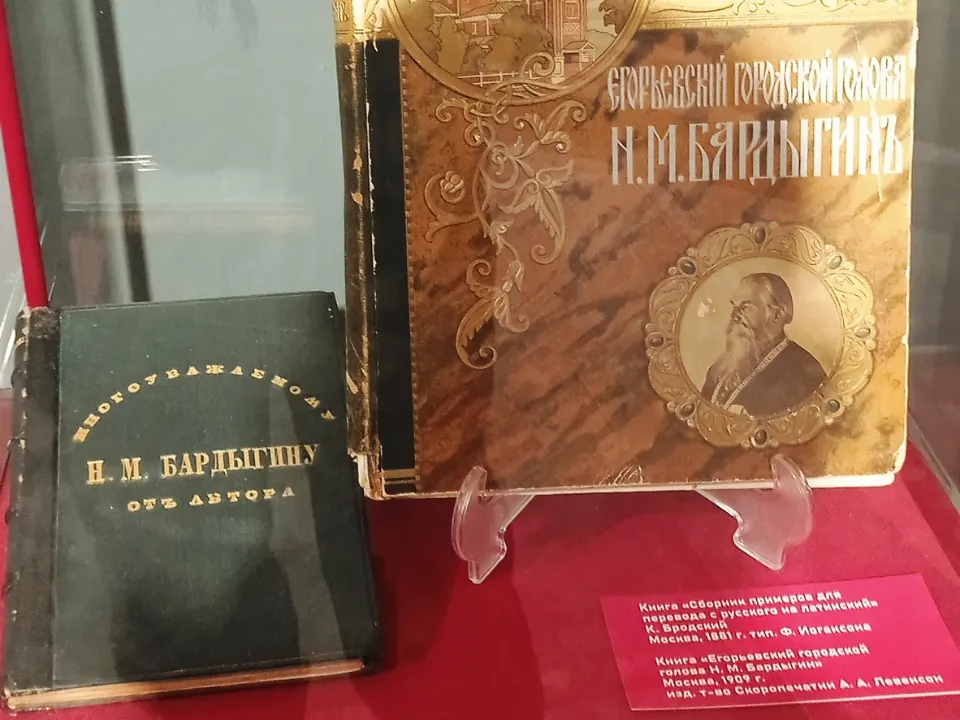 ЕГОРЬЕВСКІЙ ГОРОДСКОЙ ГОЛОВА
Н. М. БАРДЫГИНЪ
МНОГОУВАЖАЕМОМУ
Н. М. БАРДЫГИНУ
ОТЪ АВТОРА
Книга «Сборник примеров для
перевода с русского на латинский»
К. Бродский
Москва, 1881 г. тип. Ф. Иогансона
Книга «Егорьевский городской
голова Н. М. Бардыгин»
Москва, 1909 г.
изд. т-во Скоропечатни А. А. Левенсон